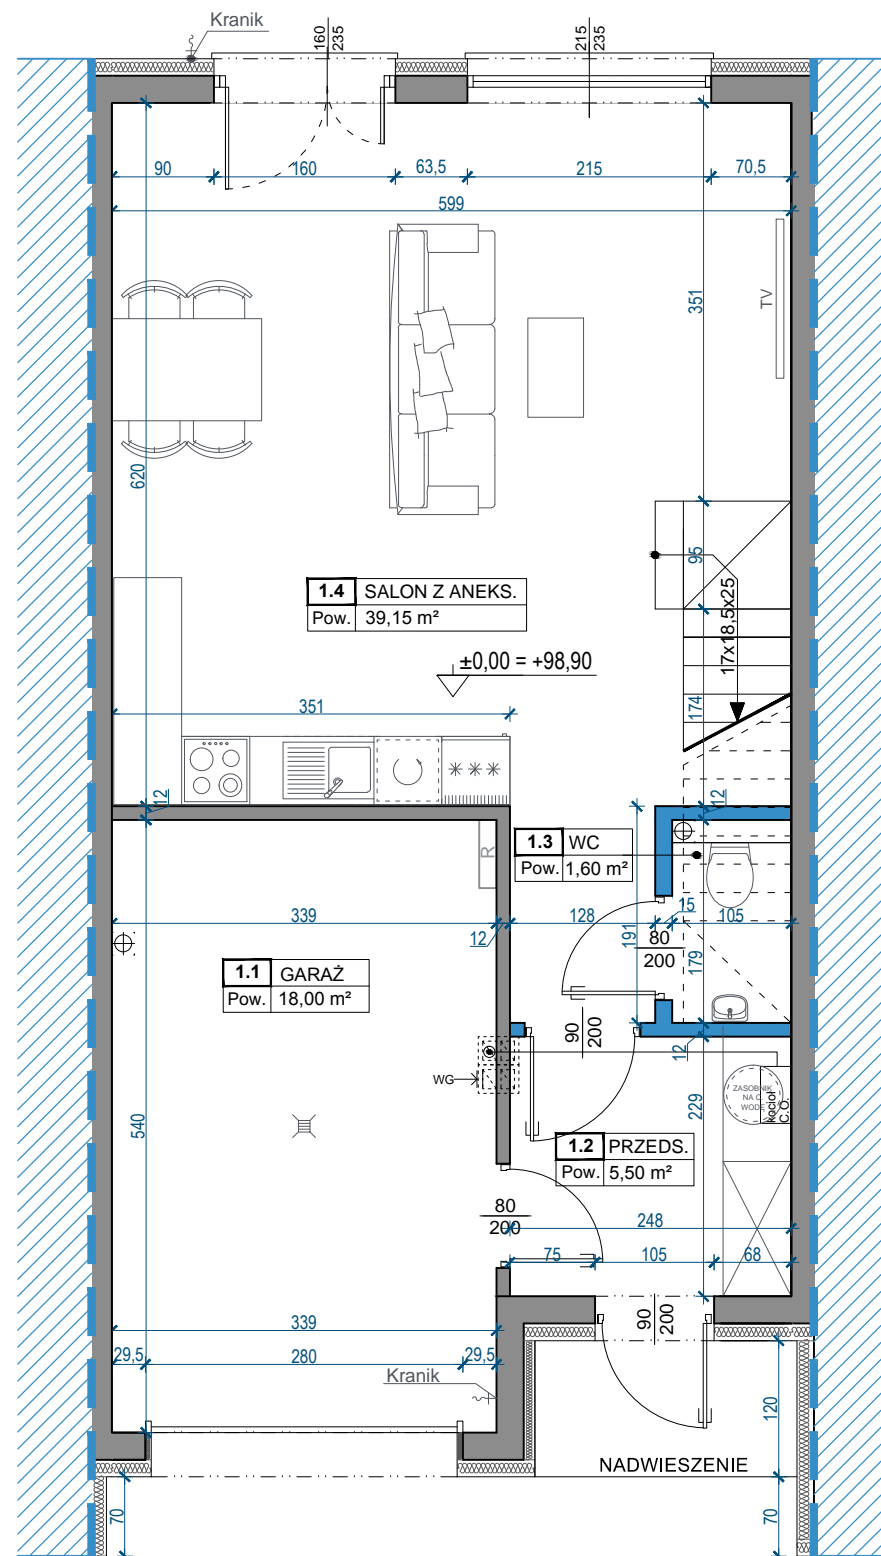 Kranik
160
235
215
235
90
160
63,5
215
70,5
599
351
TV
620
95
1.4 SALON Z ANEKS.
Pow. 39,15 m²
17x18,5x25
±0,00 = +98,90
351
174
12
12
1.3 WC
Pow. 1,60 m²
R
339
128
15
105
12
191
80
200
179
1.1 GARAŻ
Pow. 18,00 m²
90
200
12
WG
ZASOBNIK
NA C.
WODĘ
kocioł
C.O.
229
540
1.2 PRZEDS.
Pow. 5,50 m²
80
200
248
75
105
68
339
90
200
29,5
280
29,5
Kranik
120
NADWIESZENIE
70
70